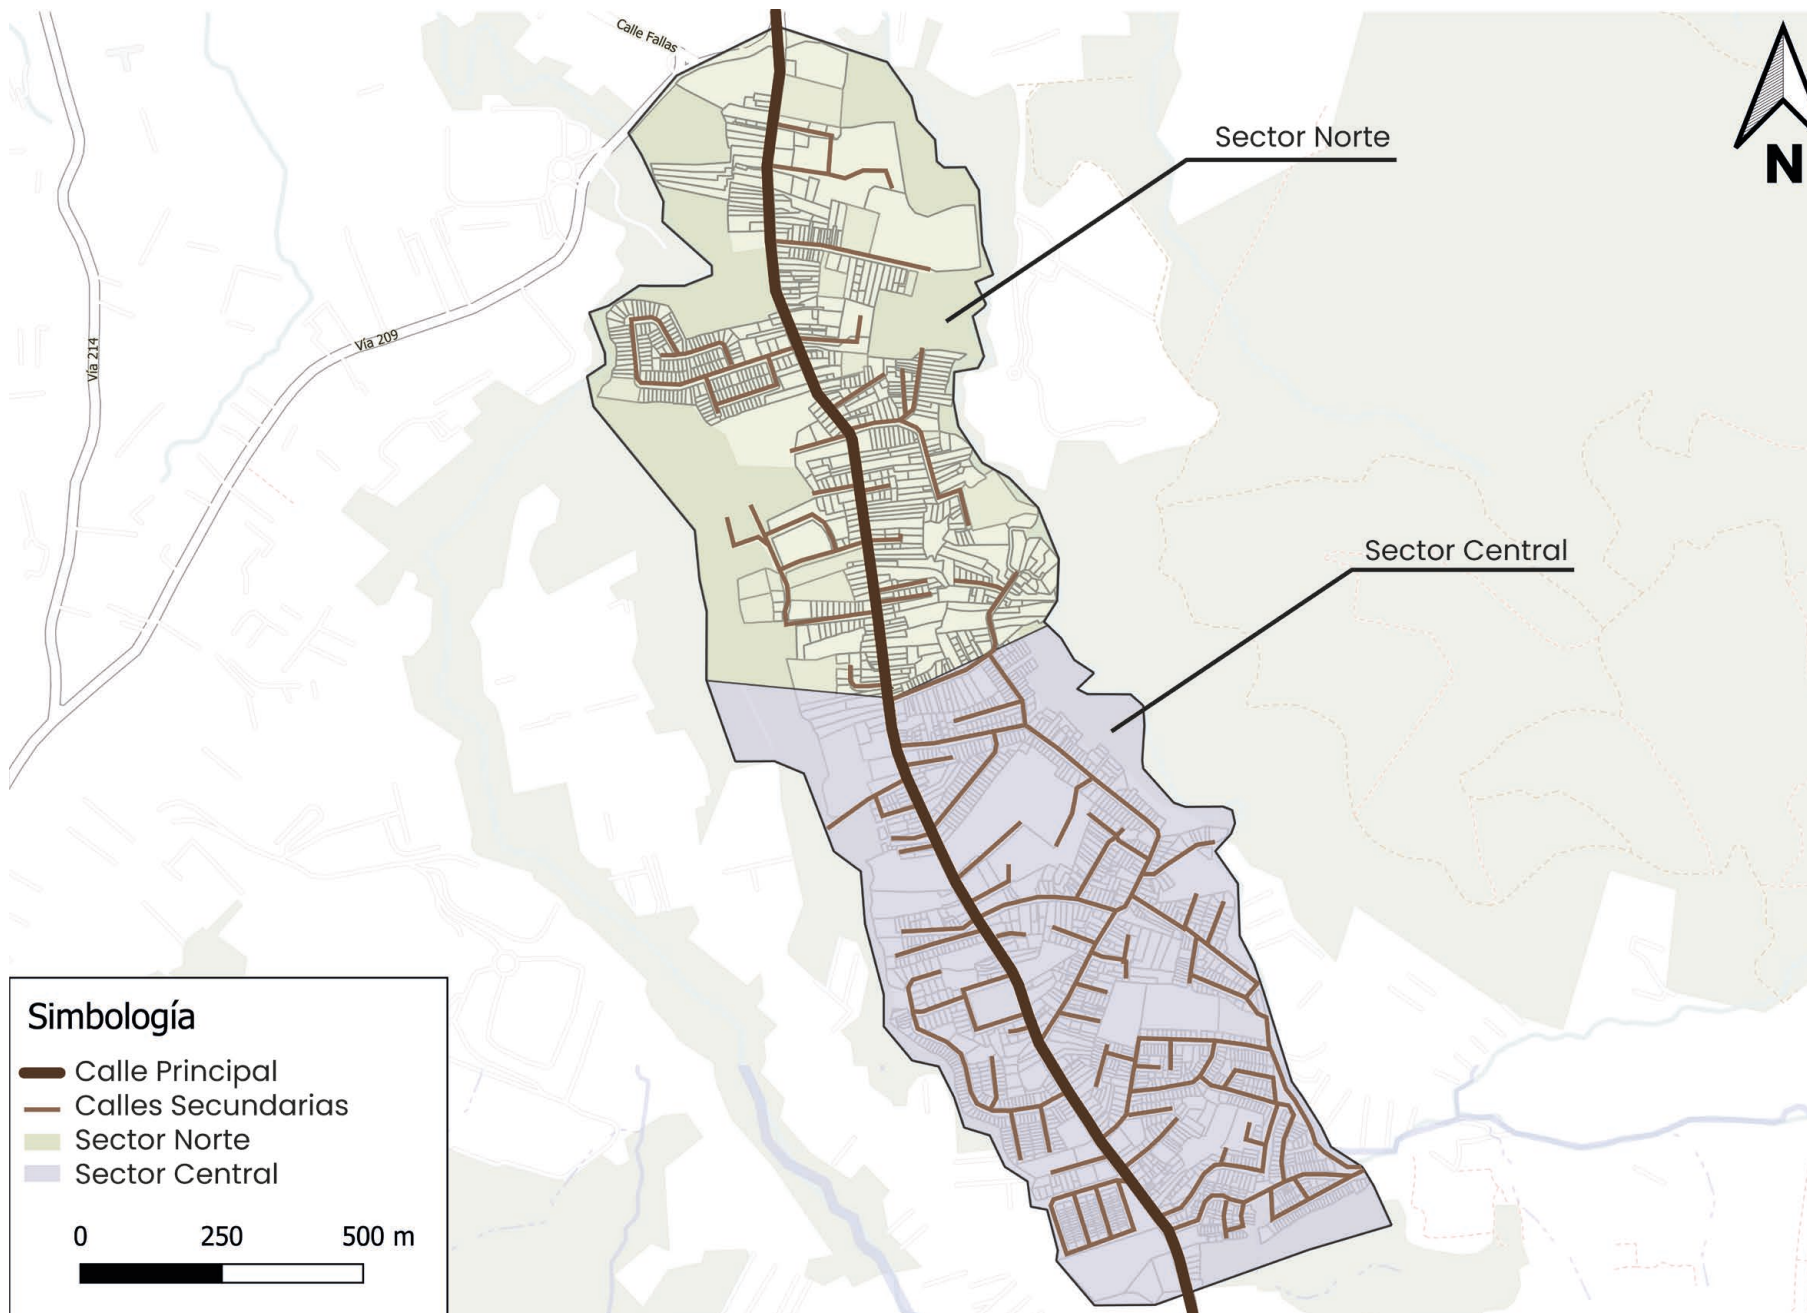 Calle Fallas
Sector Norte
N
Vía 209
Vía 214
Sector Central
Simbología
Calle Principal
Calles Secundarias
Sector Norte
Sector Central
0 250 500 m